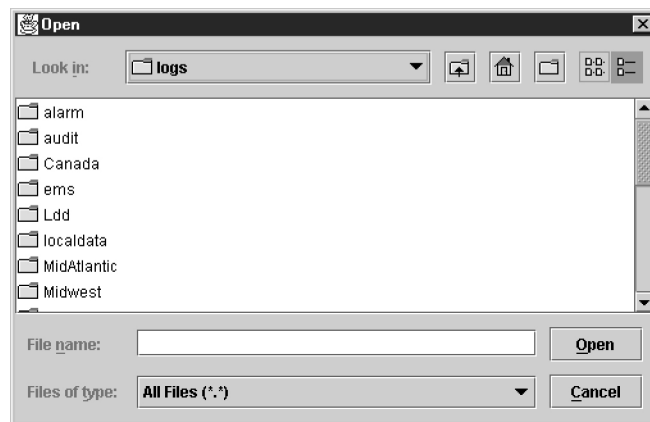 Open
Look in: logs
alarm
audit
Canada
ems
Ldd
localdata
MidAtlantic
Midwest
File name: Open
Files of type: All Files (*.*) Cancel